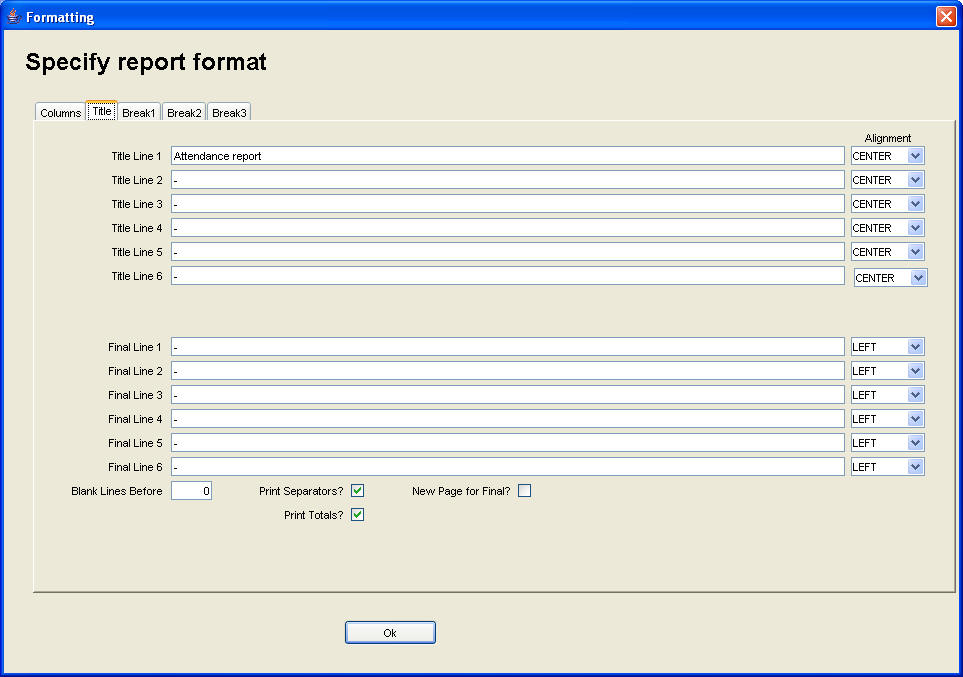 Formatting
Specify report format
Columns Title Break1 Break2 Break3
Alignment
Title Line 1 Attendance report CENTER
Title Line 2 - CENTER
Title Line 3 - CENTER
Title Line 4 - CENTER
Title Line 5 - CENTER
Title Line 6 - CENTER
Final Line 1 - LEFT
Final Line 2 - LEFT
Final Line 3 - LEFT
Final Line 4 - LEFT
Final Line 5 - LEFT
Final Line 6 - LEFT
Blank Lines Before 0 Print Separators? New Page for Final?
Print Totals?
Ok